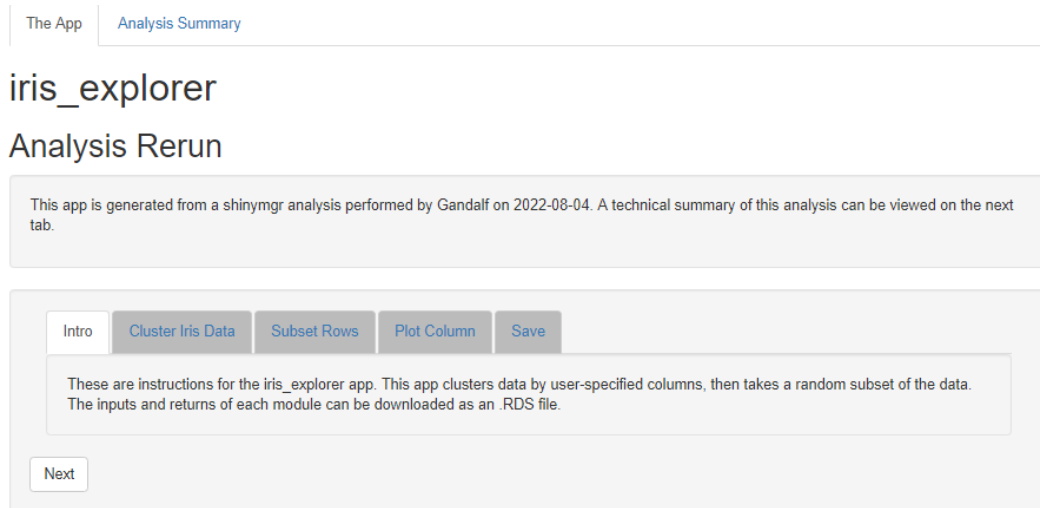 The App Analysis Summary
iris_explorer
Analysis Rerun
This app is generated from a shinymgr analysis performed by Gandalf on 2022-08-04. A technical summary of this analysis can be viewed on the next
tab.
Intro Cluster Iris Data Subset Rows Plot Column Save
These are instructions for the iris_explorer app. This app clusters data by user-specified columns, then takes a random subset of the data.
The inputs and returns of each module can be downloaded as an .RDS file.
Next